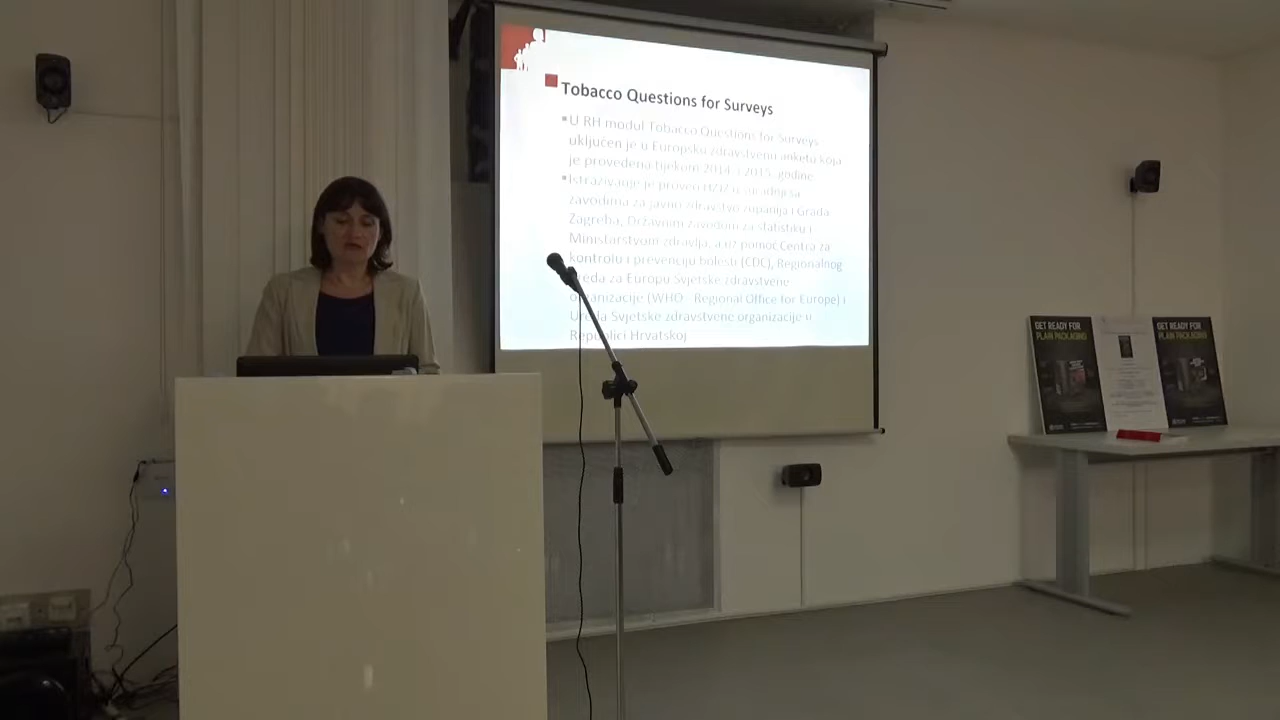 Tobacco Questions for Surveys
U RH modul Tobacco Questions for Surveys
uključen je u Europsku zdravstvenu anketu koja
je provedena tijekom 2014. i 2015. godine
Istraživanje je proveo HZJZ u suradnji sa
zavodima za javno zdravstvo županija i Grada
Zagreba, Državnim zavodom za statistiku i
Ministarstvom zdravlja, a uz pomoć Centra za
kontrolu i prevenciju bolesti (CDC), Regionalnog
ureda za Europu Svjetske zdravstvene
organizacije (WHO - Regional Office for Europe) i
Ureda Svjetske zdravstvene organizacije u
Republici Hrvatskoj
GET READY FOR
PLAIN PACKAGING
GET READY FOR
PLAIN PACKAGING